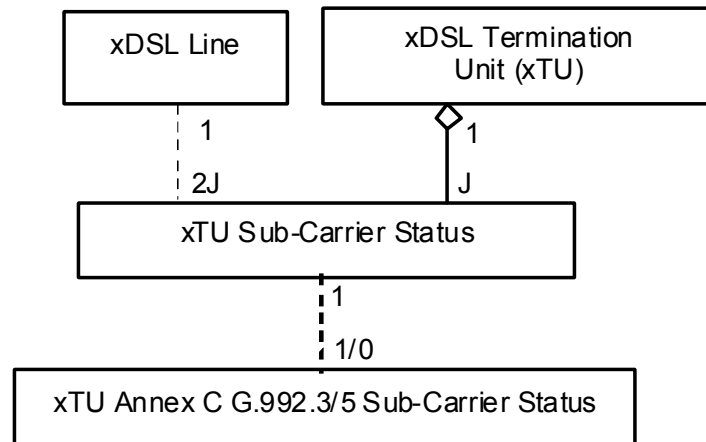 xDSL Line
xDSL Termination
Unit (xTU)
1
1
2J
J
xTU Sub-Carrier Status
1
1/0
xTU Annex C G.992.3/5 Sub-Carrier Status